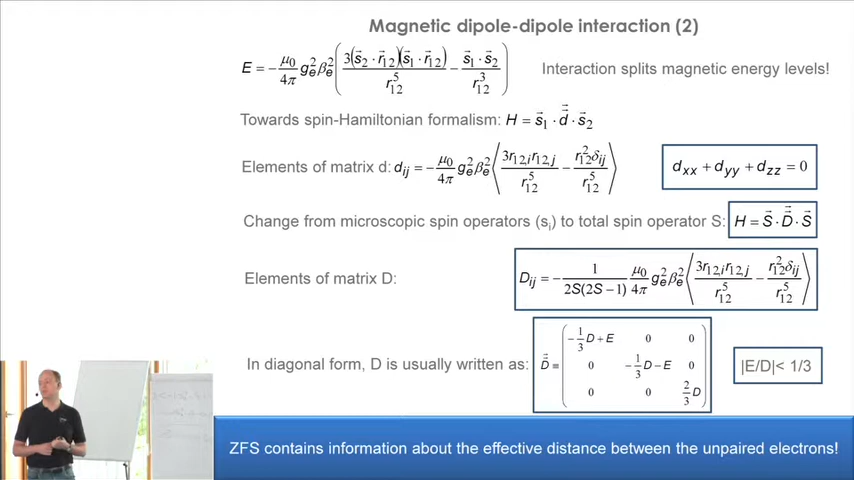 Magnetic dipole-dipole interaction (2)
E = −μ₀/4π gₑ²βₑ² (3(s⃗₂ · r⃗₁₂)(s⃗₁ · r⃗₁₂)/r₁₂⁵ − s⃗₁ · s⃗₂/r₁₂³) Interaction splits magnetic energy levels!
Towards spin-Hamiltonian formalism: H = s⃗₁ · d⃗⃗ · s⃗₂
Elements of matrix d: dᵢⱼ = −μ₀/4π gₑ²βₑ² ⟨3r₁₂,ᵢr₁₂,ⱼ/r₁₂⁵ − r₁₂²δᵢⱼ/r₁₂⁵⟩ dₓₓ + d_yy + d_zz = 0
Change from microscopic spin operators (sᵢ) to total spin operator S: H = S⃗ · D⃗⃗ · S⃗
Elements of matrix D: Dᵢⱼ = −1/2S(2S−1) μ₀/4π gₑ²βₑ² ⟨3r₁₂,ᵢr₁₂,ⱼ/r₁₂⁵ − r₁₂²δᵢⱼ/r₁₂⁵⟩
In diagonal form, D is usually written as: D⃗⃗ = (−1/3 D + E 0 0
0 −1/3 D − E 0
0 0 2/3 D) |E/D|< 1/3
ZFS contains information about the effective distance between the unpaired electrons!